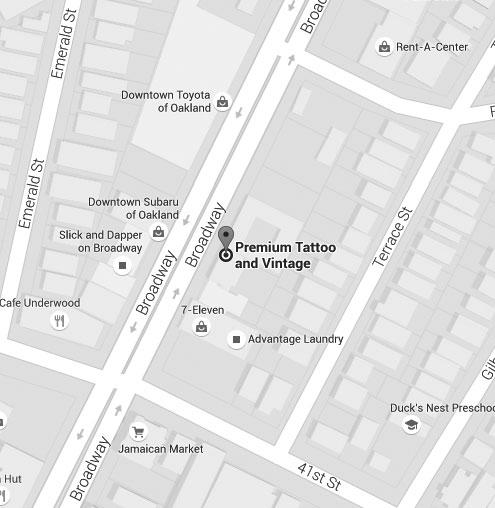 Emerald St
Broadway
Rent-A-Center
Downtown Toyota
of Oakland
Emerald St
Downtown Subaru
of Oakland
Broadway
Terrace St
Slick and Dapper
on Broadway
Premium Tattoo
and Vintage
Broadway
Cafe Underwood
7-Eleven
Advantage Laundry
Duck's Nest Preschoo
Jamaican Market
Broadway
41st St
Hut